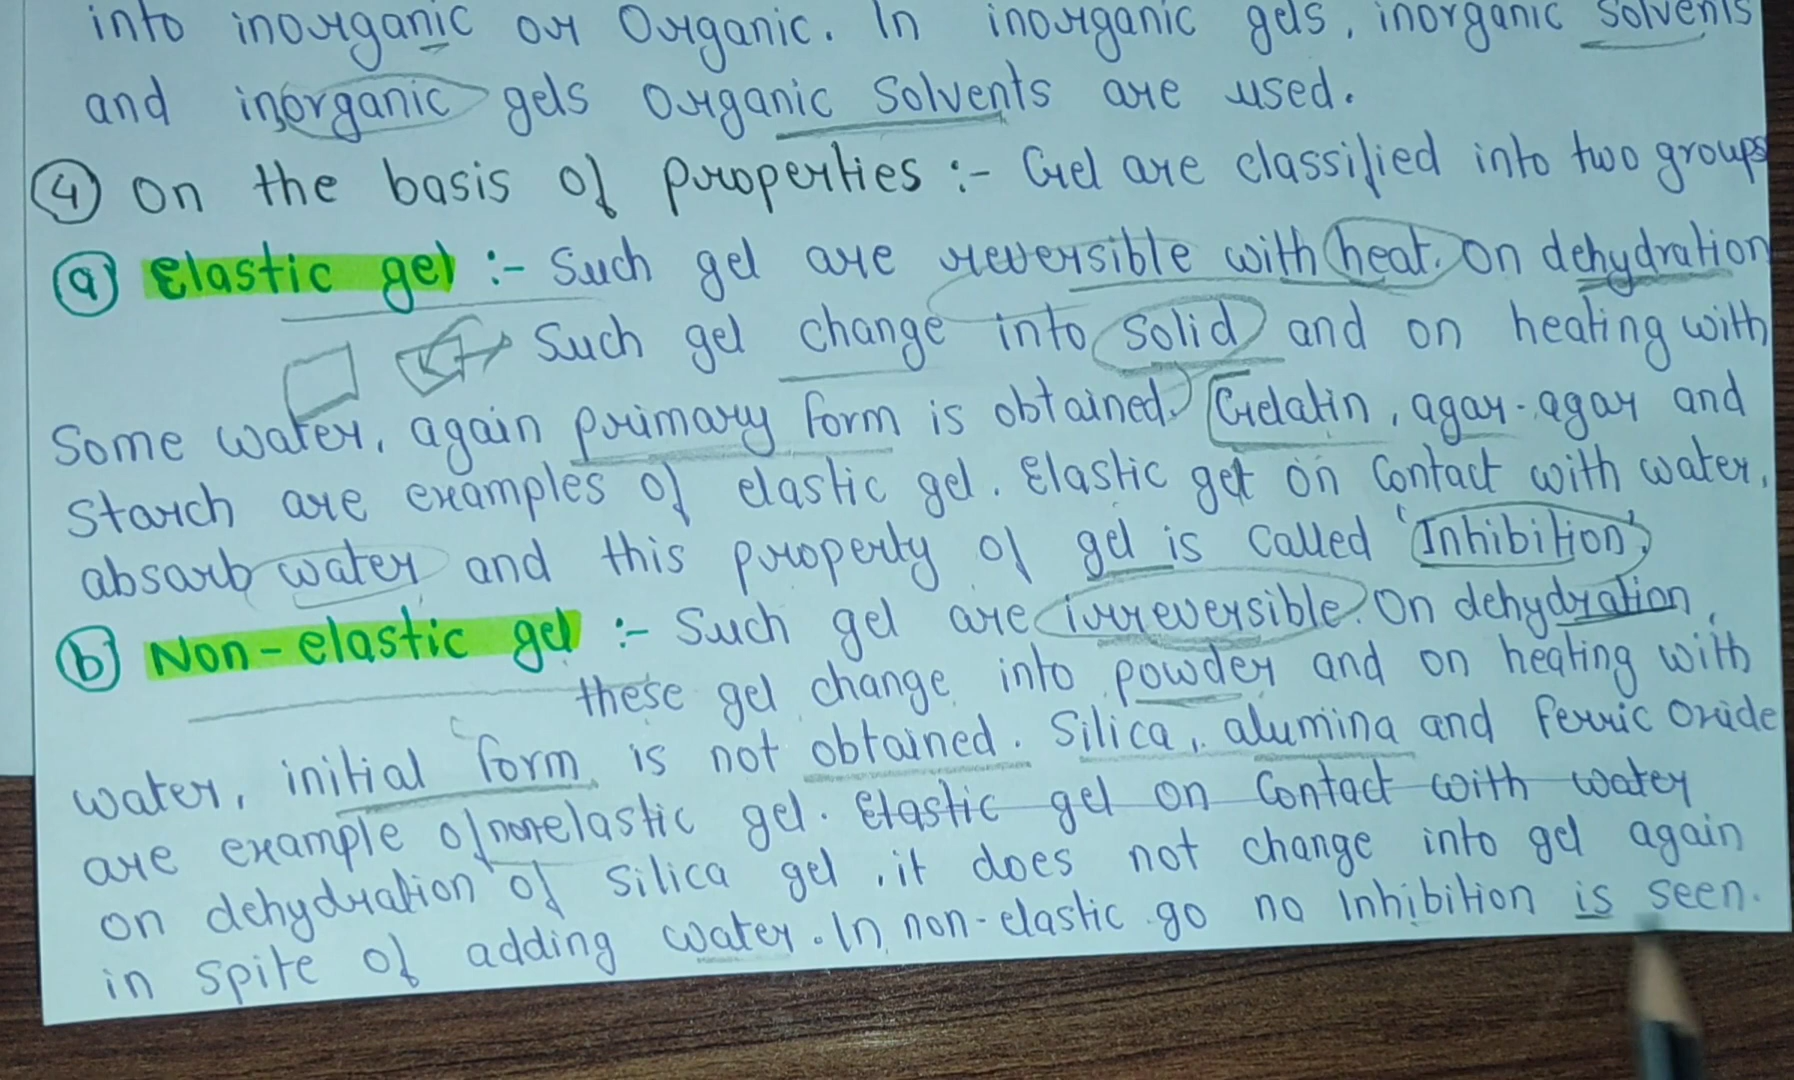 into inorganic or Organic. In inorganic gels, inorganic solvents
and inorganic gels organic solvents are used.
④ On the basis of properties :- Gel are classified into two groups
ⓐ Elastic gel :- Such gel are reversible with heat. On dehydration
Such gel change into solid and on heating with
Some water, again primary form is obtained. Gelatin, agar-agar and
Starch are examples of elastic gel. Elastic gel on Contact with water,
absarb water and this property of gel is called 'Inhibition'.
ⓑ Non-elastic gel :- Such gel are irreversible. On dehydration,
these gel change into powder and on heating with
water, initial form is not obtained. Silica, alumina and Ferric Oxide
are example of nonelastic gel. Elastic gel on Contact with water
on dehydration of silica gel, it does not change into gel again
in spite of adding water. In non-elastic go no Inhibition is seen.